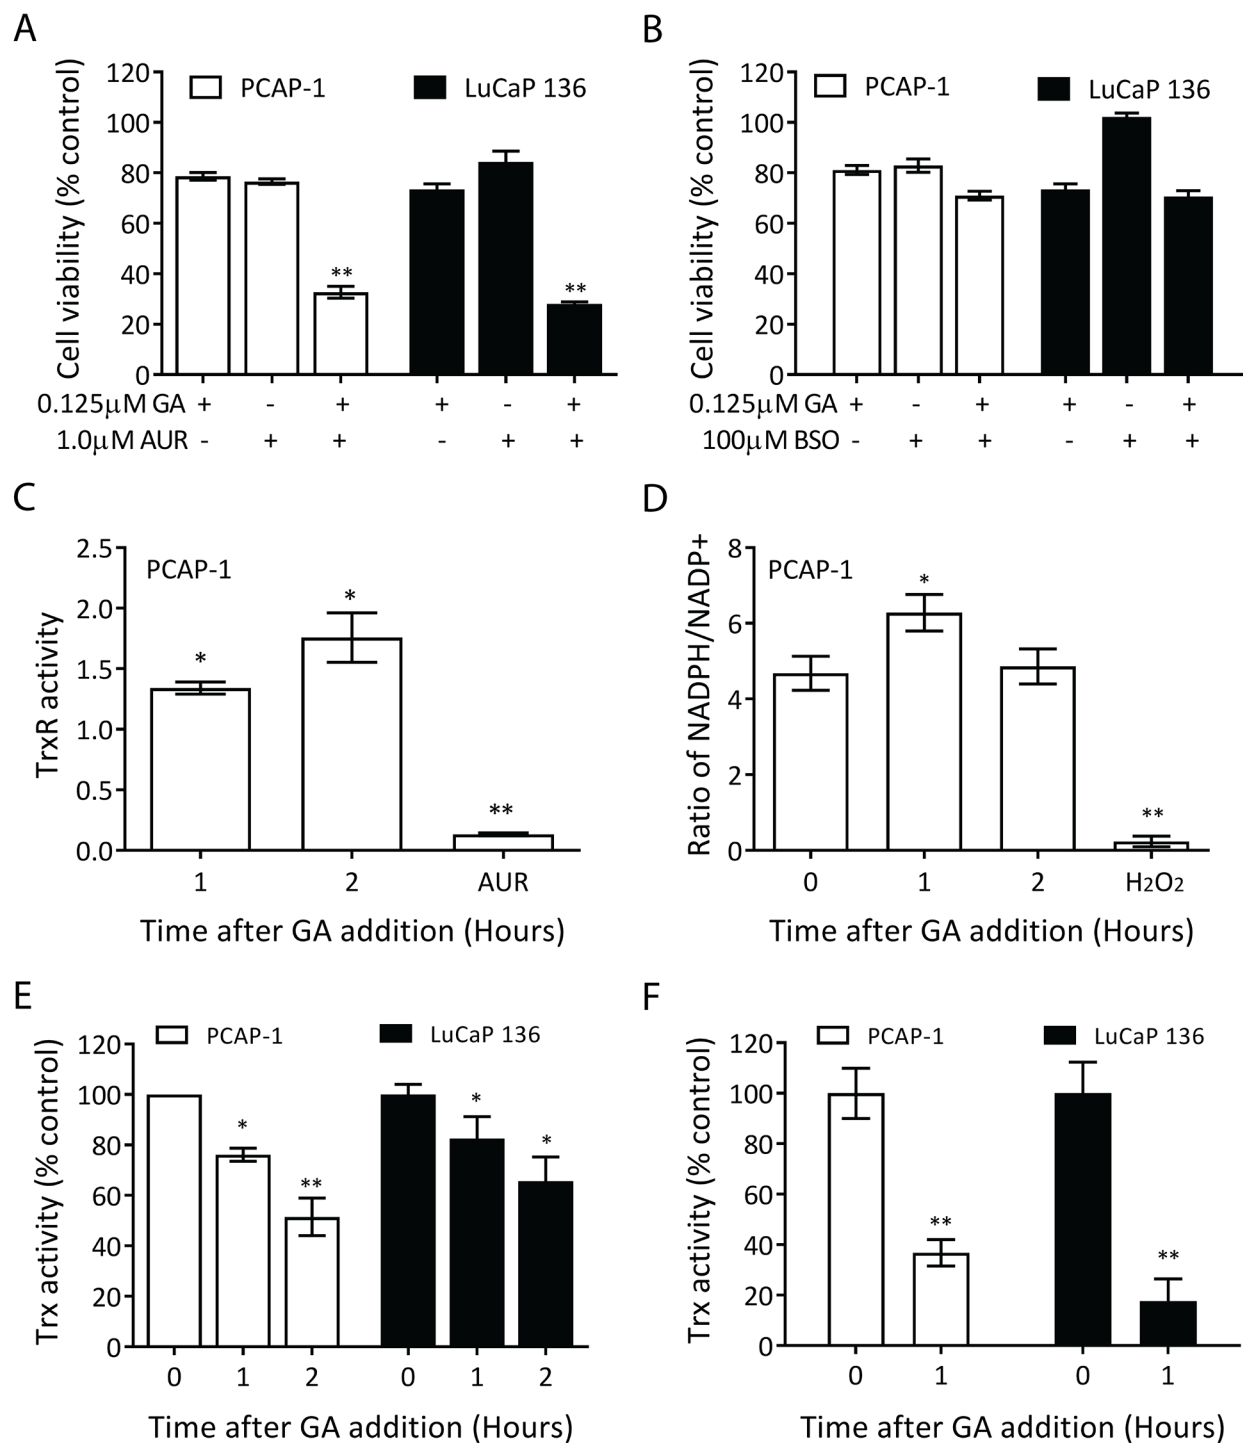 A
Cell viability (% control)
120
100
80
60
40
20
0
PCAP-1
LuCaP 136
**
**
0.125μM GA + - + + - +
1.0μM AUR - + + - + +
B
Cell viability (% control)
120
100
80
60
40
20
0
PCAP-1
LuCaP 136
0.125μM GA + - + + - +
100μM BSO - + + - + +
C
TrxR activity
2.5
2.0
1.5
1.0
0.5
0.0
PCAP-1
*
*
**
1 2 AUR
Time after GA addition (Hours)
D
Ratio of NADPH/NADP+
8
6
4
2
0
PCAP-1
*
**
0 1 2 H2O2
Time after GA addition (Hours)
E
Trx activity (% control)
120
100
80
60
40
20
0
PCAP-1
LuCaP 136
*
**
*
*
0 1 2 0 1 2
Time after GA addition (Hours)
F
Trx activity (% control)
120
100
80
60
40
20
0
PCAP-1
LuCaP 136
**
**
0 1 0 1
Time after GA addition (Hours)